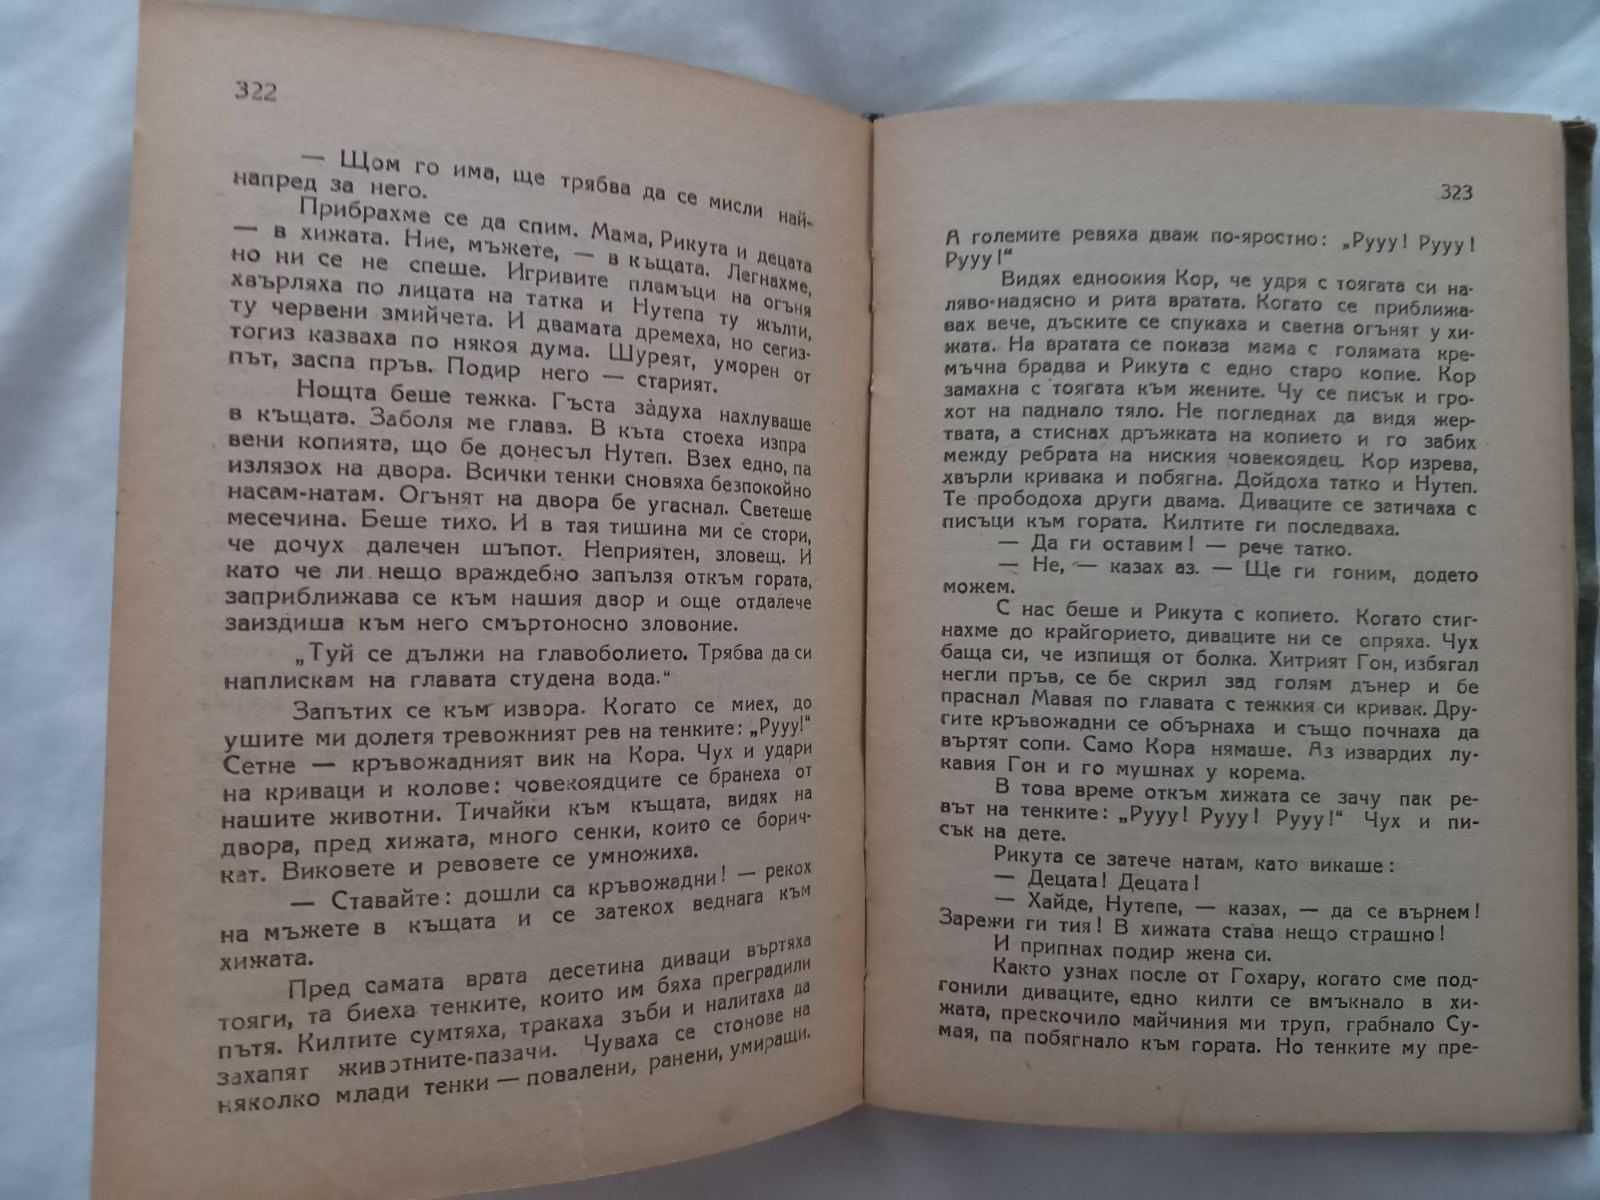 322
— Щом го има, ще трябва да се мисли най-
напред за него.
Прибрахме се да спим. Мама, Рикута и децата
— в хижата. Ние, мъжете, — в къщата. Легнахме,
но ни се не спеше. Игривите пламъци на огъня
хвърляха по лицата на татка и Нутепа ту жълти,
ту червени змийчета. И двамата дремеха, но сегиз-
тогиз казваха по някоя дума. Шуреят, уморен от
път, заспа пръв. Подир него — старият.
Нощта беше тежка. Гъста за̀духа нахлуваше
в къщата. Заболя ме глава. В къта стоеха изпра
вени копията, що бе донесъл Нутеп. Взех едно, па
излязох на двора. Всички тенки сновяха безпокойно
насам-натам. Огънят на двора бе угаснал. Светеше
месечина. Беше тихо. И в тая тишина ми се стори,
че дочух далечен шъпот. Неприятен, зловещ. И
като че ли нещо враждебно запълзя откъм гората,
заприближава се към нашия двор и още отдалече
заиздиша към него смъртоносно зловоние.
„Туй се дължи на главоболието. Трябва да си
наплискам на главата студена вода.“
Запътих се към извора. Когато се миех, до
ушите ми долетя тревожният рев на тенките: „Рууу!“
Сетне — кръвожадният вик на Кора. Чух и удари
на криваци и колове: човекоядците се бранеха от
нашите животни. Тичайки към къщата, видях на
двора, пред хижата, много сенки, които се борич-
кат. Виковете и ревовете се умножиха.
— Ставайте: дошли са кръвожадни! — рекох
на мъжете в къщата и се затекох веднага към
хижата.
Пред самата врата десетина диваци въртяха
тояги, та биеха тенките, които им бяха преградили
пътя. Килтите сумтяха, тракаха зъби и налитаха да
захапят животните-пазачи. Чуваха се стонове на
няколко млади тенки — повалени, ранени, умиращи.
323
А големите ревяха дваж по-яростно: „Рууу! Рууу!
Рууу!“
Видях едноокия Кор, че удря с тоягата си на-
ляво-надясно и рита вратата. Когато се приближа-
вах вече, дъските се спукаха и светна огънят у хи-
жата. На вратата се показа мама с голямата кре-
мъчна брадва и Рикута с едно старо копие. Кор
замахна с тоягата към жените. Чу се писък и гро-
хот на паднало тяло. Не погледнах да видя жер-
твата, а стиснах дръжката на копието и го забих
между ребрата на ниския човекоядец. Кор изрева,
хвърли кривака и побягна. Дойдоха татко и Нутеп.
Те прободоха други двама. Диваците се затичаха с
писъци към гората. Килтите ги последваха.
— Да ги оставим! — рече татко.
— Не, — казах аз. — Ще ги гоним, додето
можем.
С нас беше и Рикута с копието. Когато стиг-
нахме до крайгорието, диваците ни се опряха. Чух
баща си, че изпищя от болка. Хитрият Гон, избягал
негли пръв, се бе скрил зад голям дънер и бе
праснал Мавая по главата с тежкия си кривак. Дру-
гите кръвожадни се обърнаха и също почнаха да
въртят сопи. Само Кора нямаше. Аз извардих лу-
кавия Гон и го мушнах у корема.
В това време откъм хижата се зачу пак ре-
вът на тенките: „Рууу! Рууу! Рууу!“ Чух и пи-
сък на дете.
Рикута се затече натам, като викаше:
— Децата! Децата!
— Хайде, Нутепе, — казах, — да се върнем!
Зарежи ги тия! В хижата става нещо страшно!
И припнах подир жена си.
Както узнах после от Гохару, когато сме под-
гонили диваците, едно килти се вмъкнало в хи-
жата, прескочило майчиния ми труп, грабнало Су-
мая, па побягнало към гората. Но тенките му пре-